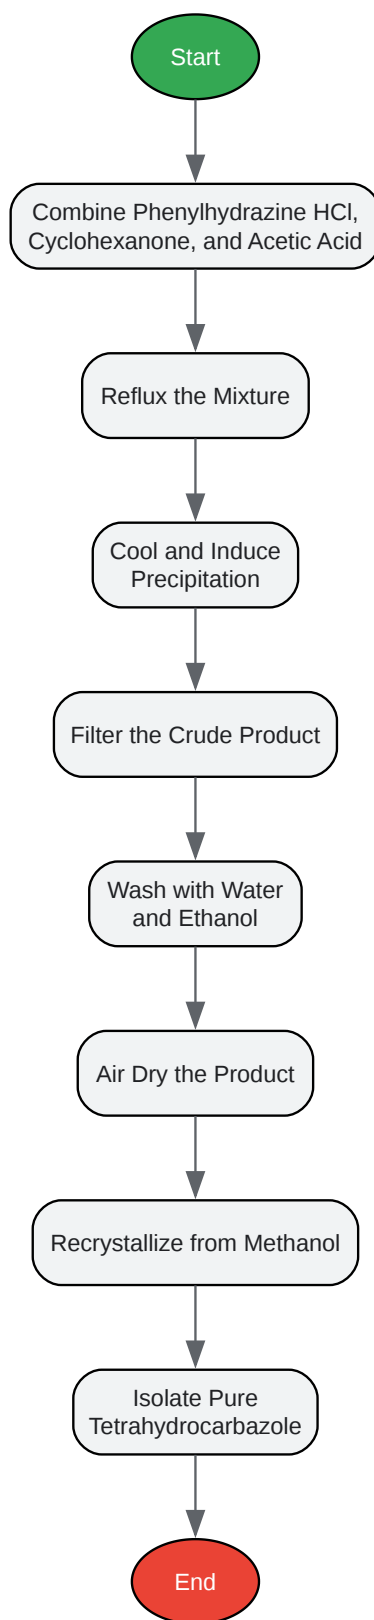 Start
Combine Phenylhydrazine HCl,
Cyclohexanone, and Acetic Acid
Reflux the Mixture
Cool and Induce
Precipitation
Filter the Crude Product
Wash with Water
and Ethanol
Air Dry the Product
Recrystallize from Methanol
Isolate Pure
Tetrahydrocarbazole
End